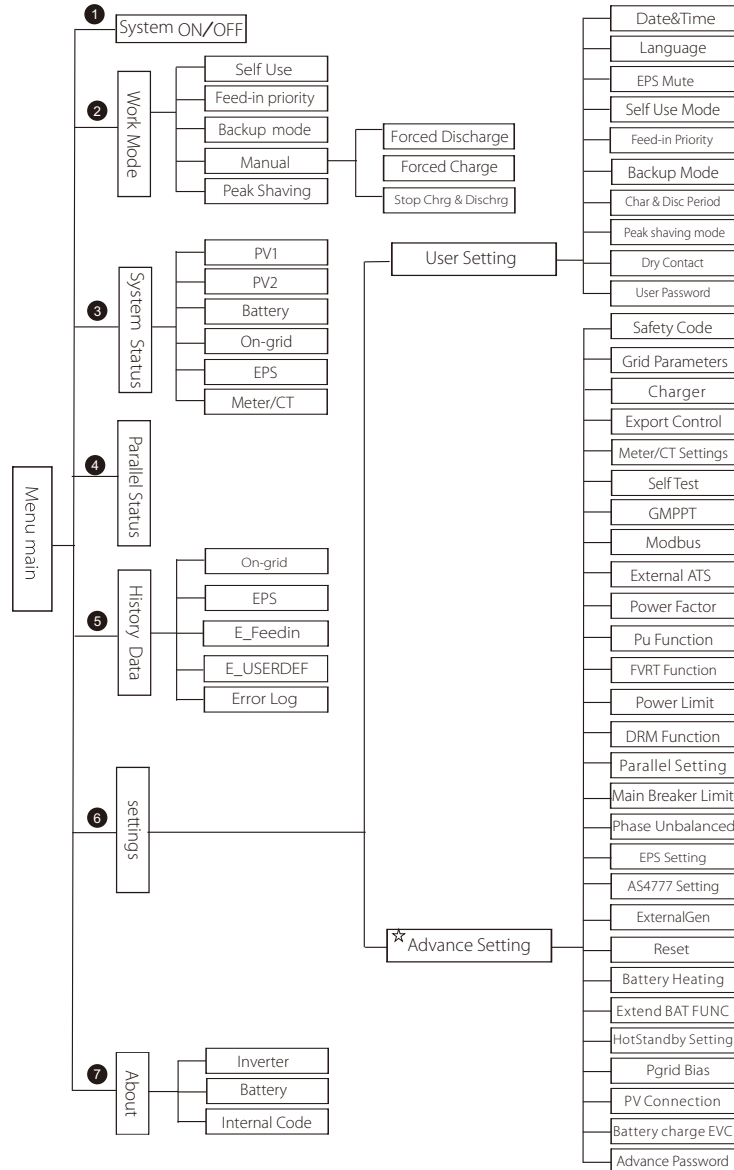 Menu main
1
System ON/OFF
2
Work Mode
Self Use
Feed-in priority
Backup mode
Manual
Peak Shaving
Forced Discharge
Forced Charge
Stop Chrg & Dischrg
3
System Status
PV1
PV2
Battery
On-grid
EPS
Meter/CT
4
Parallel Status
5
History Data
On-grid
EPS
E_Feedin
E_USERDEF
Error Log
6
settings
User Setting
Date&Time
Language
EPS Mute
Self Use Mode
Feed-in Priority
Backup Mode
Char & Disc Period
Peak shaving mode
Dry Contact
User Password
☆Advance Setting
Safety Code
Grid Parameters
Charger
Export Control
Meter/CT Settings
Self Test
GMPPT
Modbus
External ATS
Power Factor
Pu Function
FVRT Function
Power Limit
DRM Function
Parallel Setting
Main Breaker Limit
Phase Unbalanced
EPS Setting
AS4777 Setting
ExternalGen
Reset
Battery Heating
Extend BAT FUNC
HotStandby Setting
Pgrid Bias
PV Connection
Battery charge EVC
Advance Password
7
About
Inverter
Battery
Internal Code